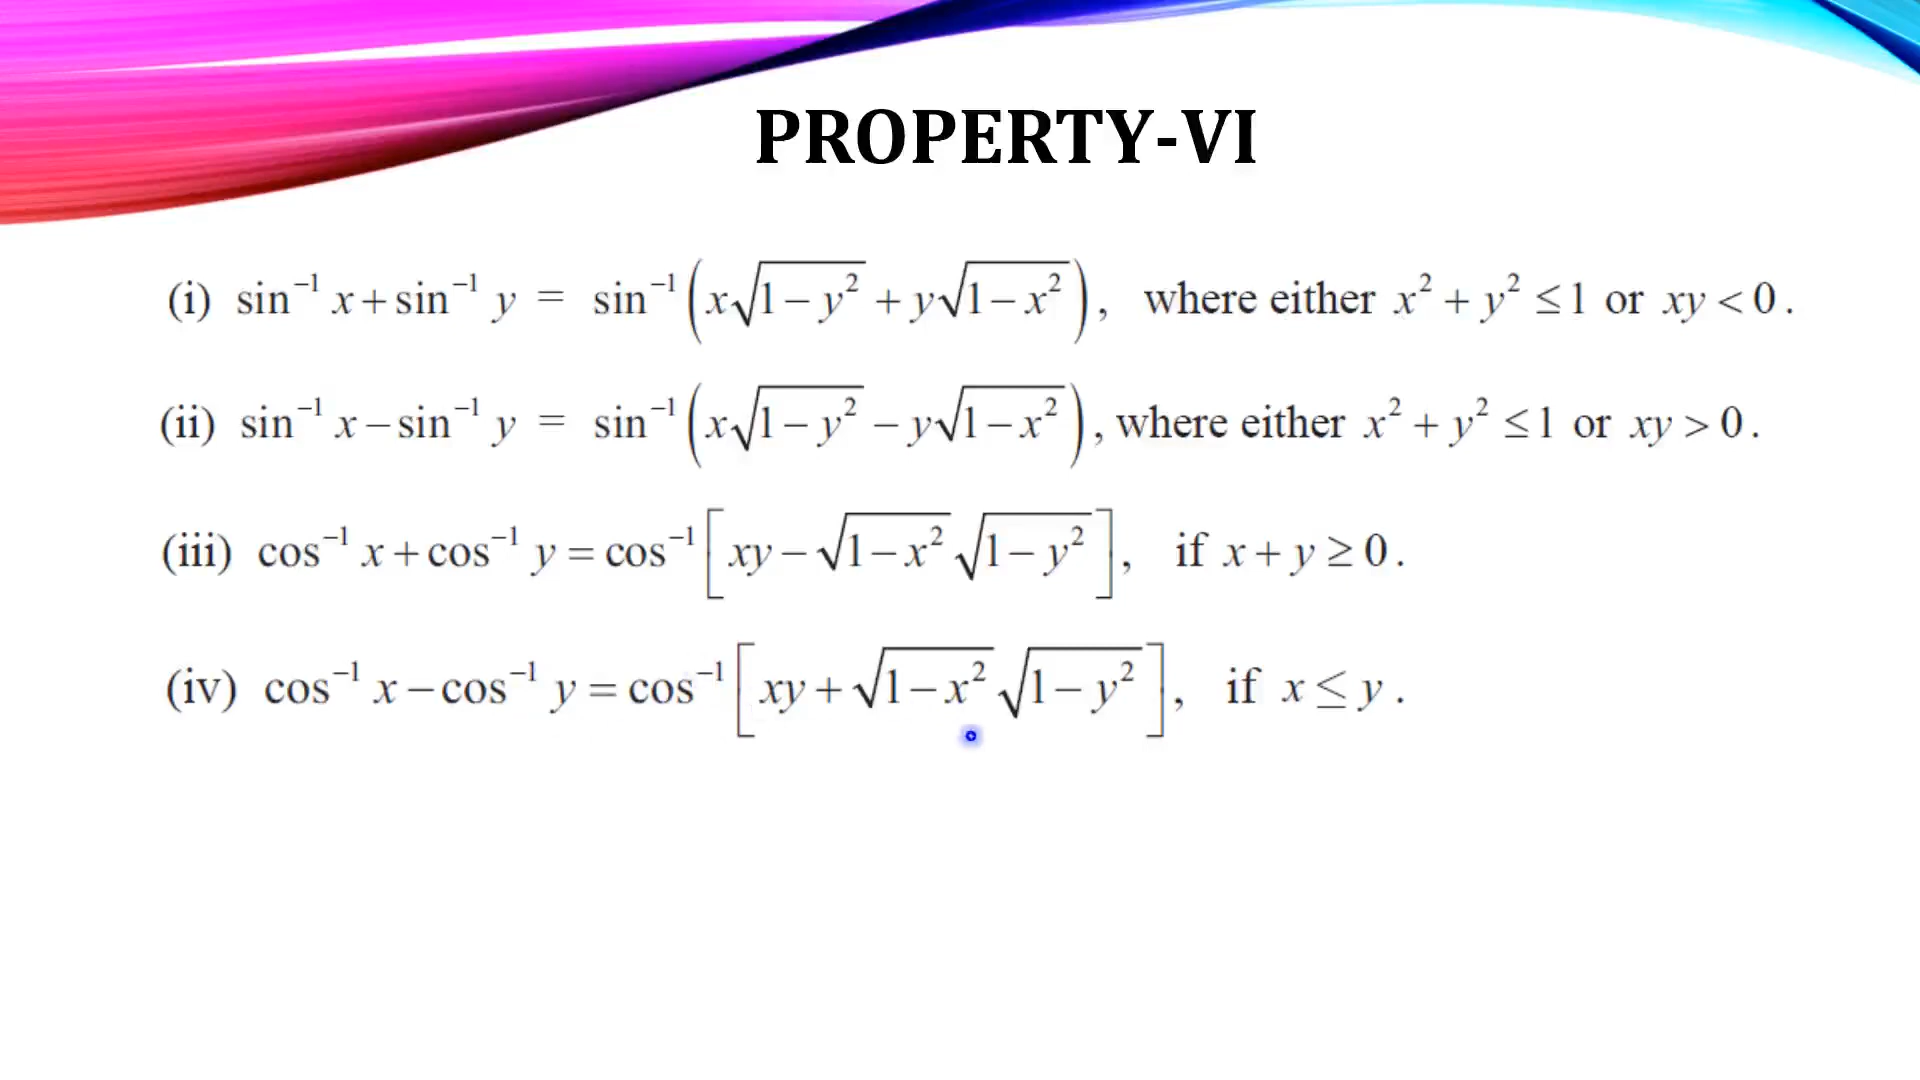 PROPERTY-VI
(i) sin⁻¹ x + sin⁻¹ y = sin⁻¹ (x√(1 − y²) + y√(1 − x²)), where either x² + y² ≤ 1 or xy < 0.
(ii) sin⁻¹ x − sin⁻¹ y = sin⁻¹ (x√(1 − y²) − y√(1 − x²)), where either x² + y² ≤ 1 or xy > 0.
(iii) cos⁻¹ x + cos⁻¹ y = cos⁻¹ [xy − √(1 − x²) √(1 − y²)], if x + y ≥ 0.
(iv) cos⁻¹ x − cos⁻¹ y = cos⁻¹ [xy + √(1 − x²) √(1 − y²)], if x ≤ y.